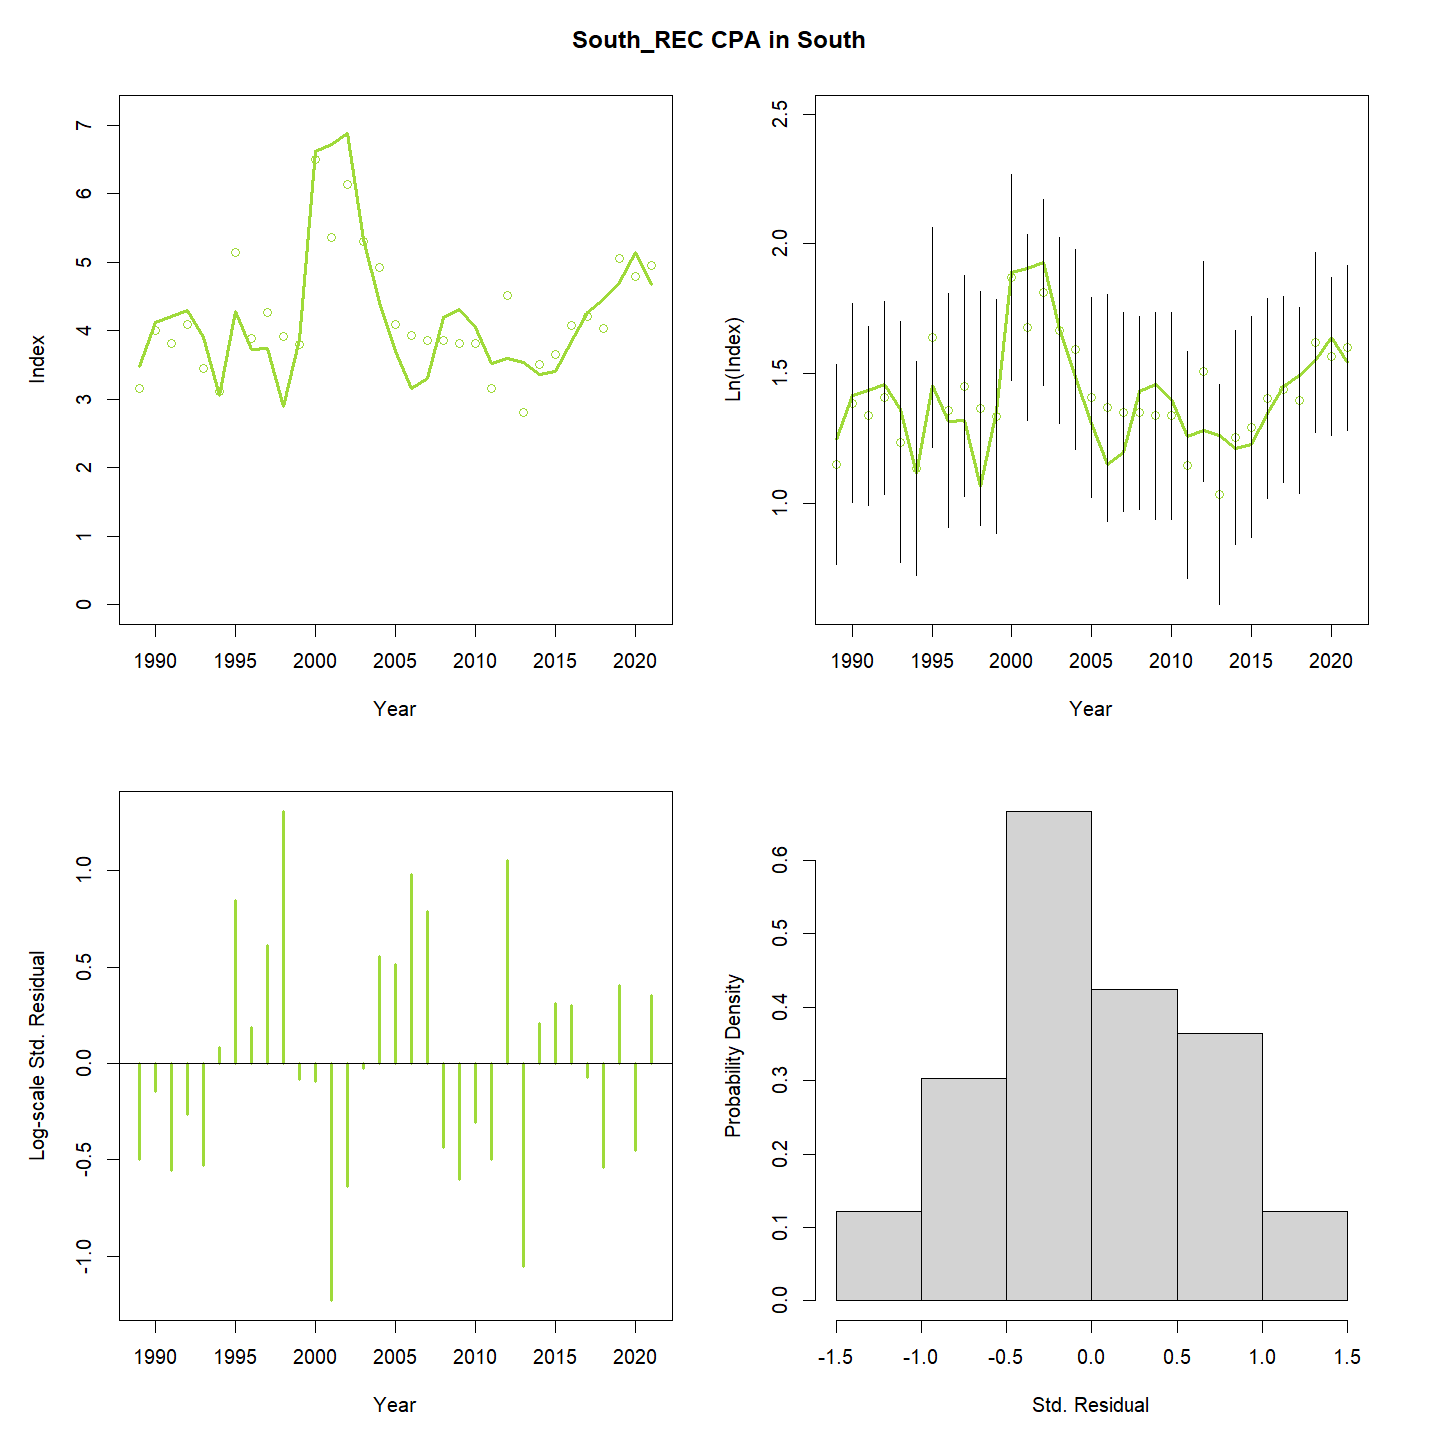 South_REC CPA in South
Index
7
6
5
4
3
2
1
0
1990 1995 2000 2005 2010 2015 2020
Year
Ln(Index)
2.5
2.0
1.5
1.0
1990 1995 2000 2005 2010 2015 2020
Year
Log-scale Std. Residual
1.0
0.5
0.0
-0.5
-1.0
1990 1995 2000 2005 2010 2015 2020
Year
Probability Density
0.6
0.5
0.4
0.3
0.2
0.1
0.0
-1.5 -1.0 -0.5 0.0 0.5 1.0 1.5
Std. Residual